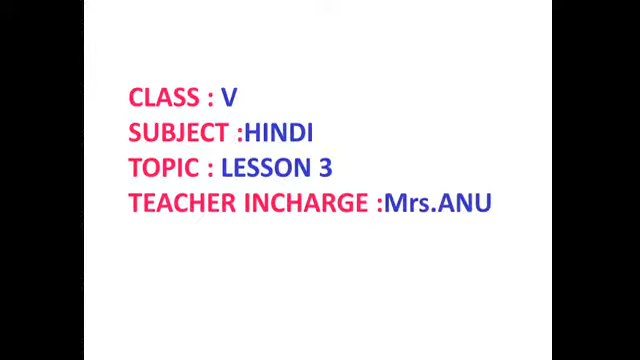 CLASS : V
SUBJECT :HINDI
TOPIC : LESSON 3
TEACHER INCHARGE :Mrs.ANU